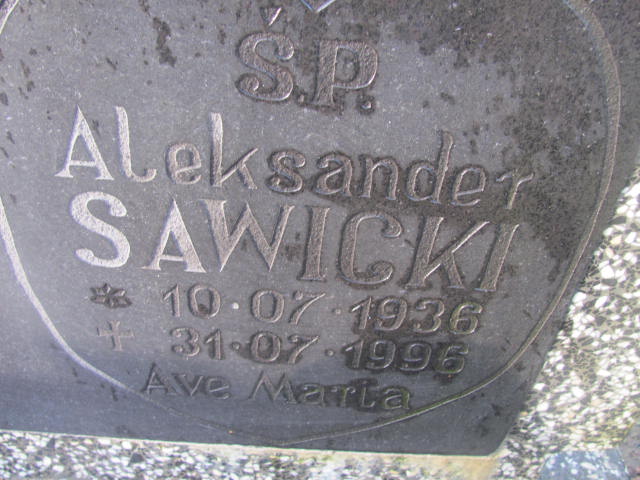 Ś.P.
Aleksander
SAWICKI
* 10·07·1936
+ 31·07·1996
Ave Maria